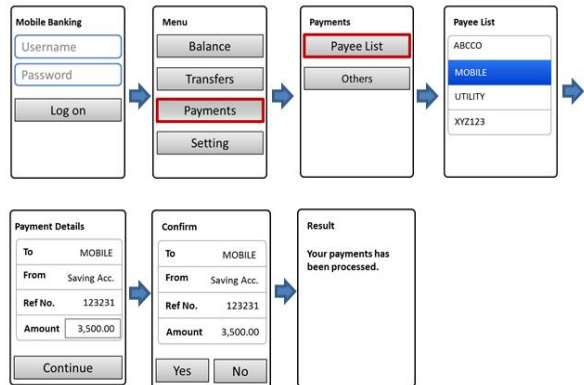 Mobile Banking
Username
Password
Log on
Menu
Balance
Transfers
Payments
Setting
Payments
Payee List
Others
Payee List
ABCCO
MOBILE
UTILITY
XYZ123
Payment Details
To MOBILE
From Saving Acc.
Ref No. 123231
Amount 3,500.00
Continue
Confirm
To MOBILE
From Saving Acc.
Ref No. 123231
Amount 3,500.00
Yes No
Result
Your payments has
been processed.